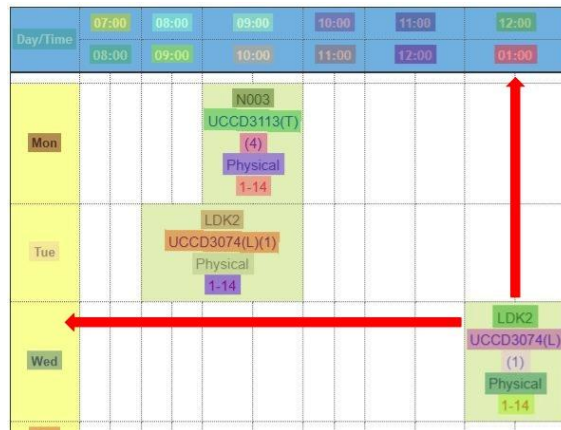 Day/Time 07:00 08:00 09:00 10:00 11:00 12:00
08:00 09:00 10:00 11:00 12:00 01:00
Mon
N003
UCCD3113(T)
(4)
Physical
1-14
Tue
LDK2
UCCD3074(L)(1)
Physical
1-14
Wed
LDK2
UCCD3074(L)
(1)
Physical
1-14